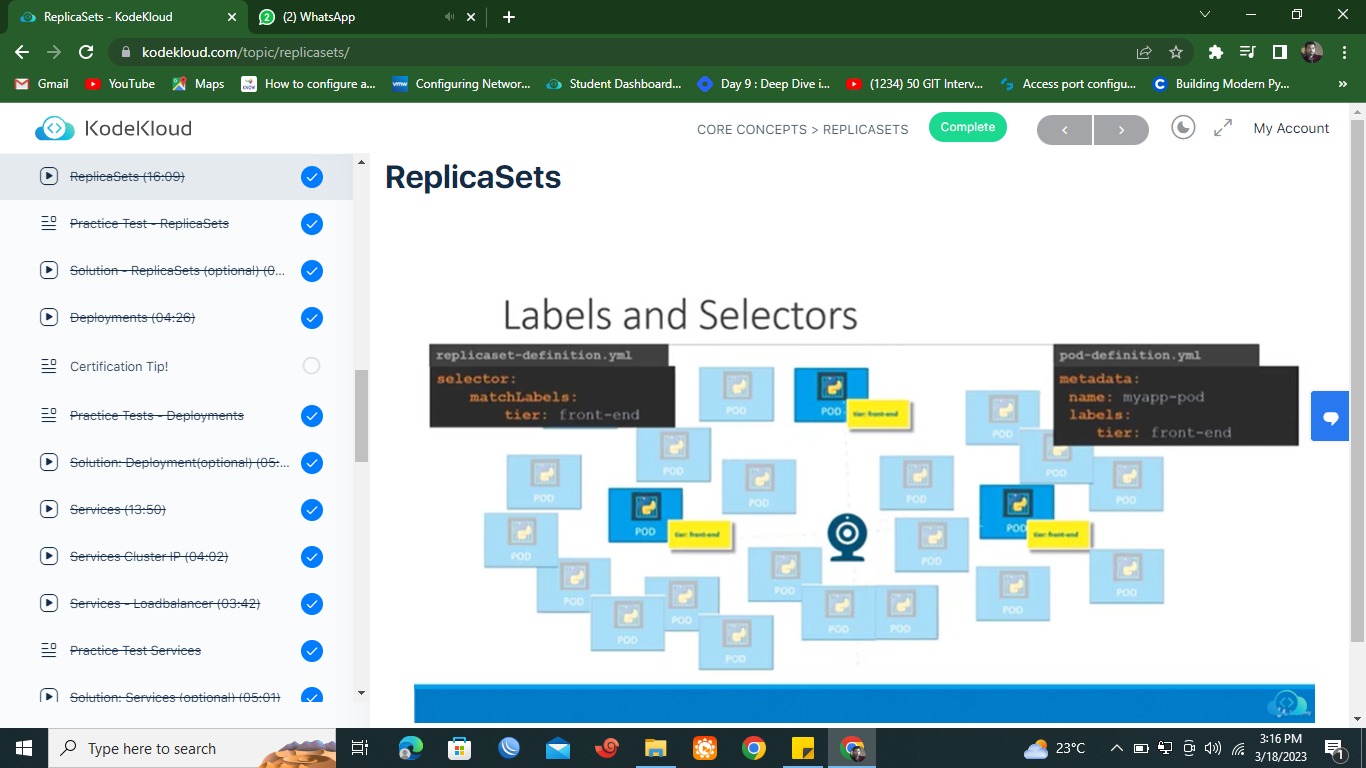 ReplicaSets - KodeKloud
(2) WhatsApp
kodekloud.com/topic/replicasets/
Gmail
YouTube
Maps
How to configure a...
Configuring Networ...
Student Dashboard...
Day 9 : Deep Dive i...
(1234) 50 GIT Interv...
Access port configu...
Building Modern Py...
»
KodeKloud
CORE CONCEPTS > REPLICASETS
Complete
My Account
ReplicaSets (16:09)
Practice Test - ReplicaSets
Solution - ReplicaSets (optional) (0...
Deployments (04:26)
Certification Tip!
Practice Tests - Deployments
Solution: Deployment(optional) (05:...
Services (13:50)
Services Cluster IP (04:02)
Services - Loadbalancer (03:42)
Practice Test Services
Solution: Services (optional) (05:01)
ReplicaSets
Labels and Selectors
replicaset-definition.yml
selector:
matchLabels:
tier: front-end
pod-definition.yml
metadata:
name: myapp-pod
labels:
tier: front-end
POD
POD
tier: front-end
POD
POD
POD
POD
POD
POD
POD
POD
tier: front-end
POD
tier: front-end
POD
POD
POD
POD
POD
POD
POD
POD
POD
POD
POD
Type here to search
23°C
3:16 PM
3/18/2023
1